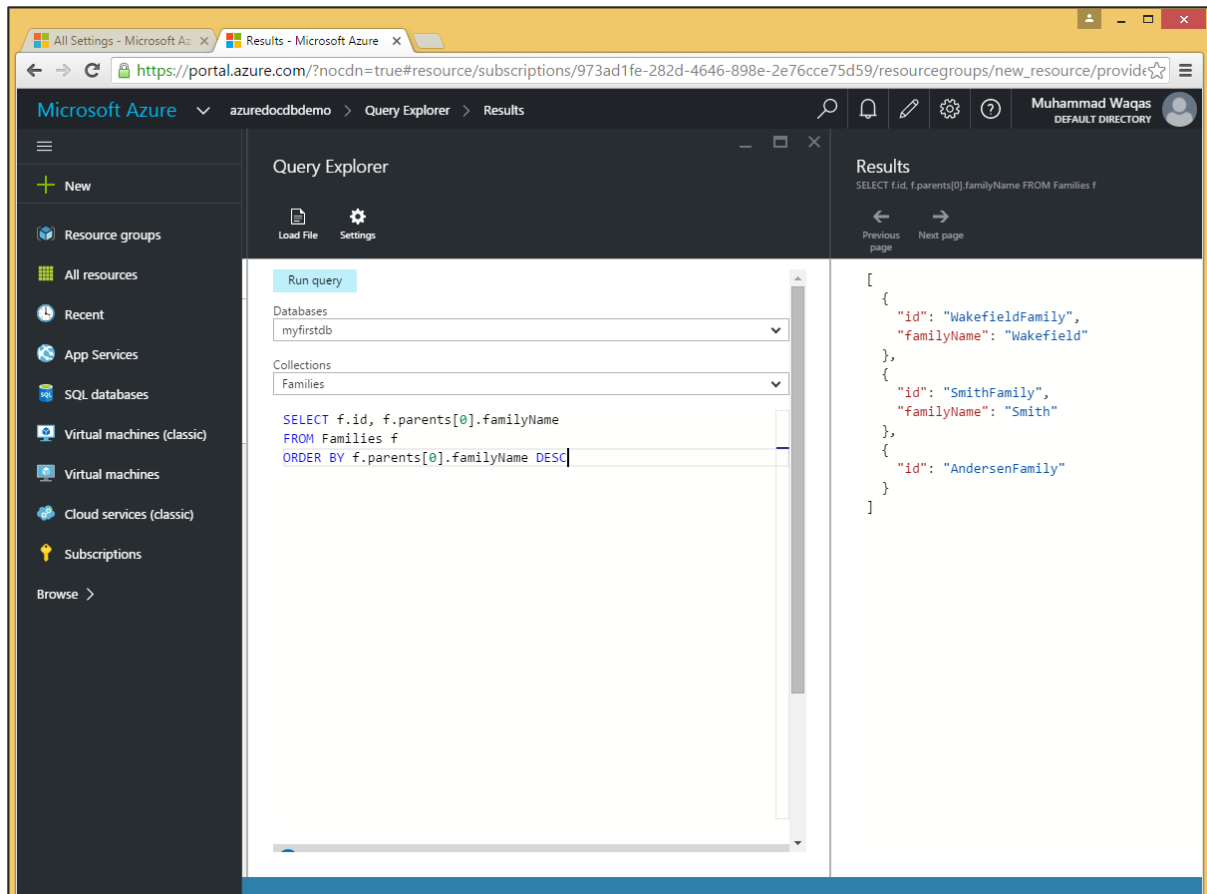 All Settings - Microsoft Az
Results - Microsoft Azure
https://portal.azure.com/?nocdn=true#resource/subscriptions/973ad1fe-282d-4646-898e-2e76cce75d59/resourcegroups/new_resource/provide
Microsoft Azure azuredocdbdemo > Query Explorer > Results
Muhammad Waqas
DEFAULT DIRECTORY
New
Resource groups
All resources
Recent
App Services
SQL databases
Virtual machines (classic)
Virtual machines
Cloud services (classic)
Subscriptions
Browse >
Query Explorer
Load File Settings
Run query
Databases
myfirstdb
Collections
Families
SELECT f.id, f.parents[0].familyName
FROM Families f
ORDER BY f.parents[0].familyName DESC
Results
SELECT f.id, f.parents[0].familyName FROM Families f
Previous page
Next page
[
{
"id": "WakefieldFamily",
"familyName": "Wakefield"
},
{
"id": "SmithFamily",
"familyName": "Smith"
},
{
"id": "AndersenFamily"
}
]